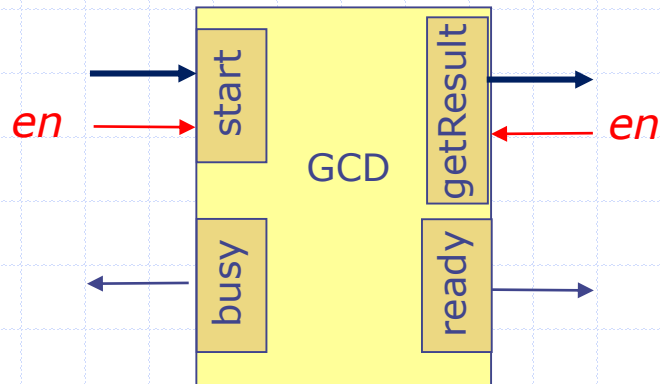 start
getResult
en
en
GCD
busy
ready